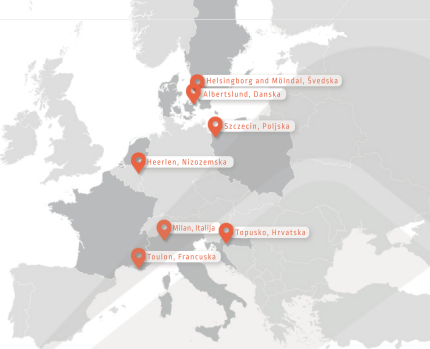 Helsingborg and Mölndal, Švedska
Albertslund, Danska
Szczecin, Poljska
Heerlen, Nizozemska
Milan, Italija
Topusko, Hrvatska
Toulon, Francuska